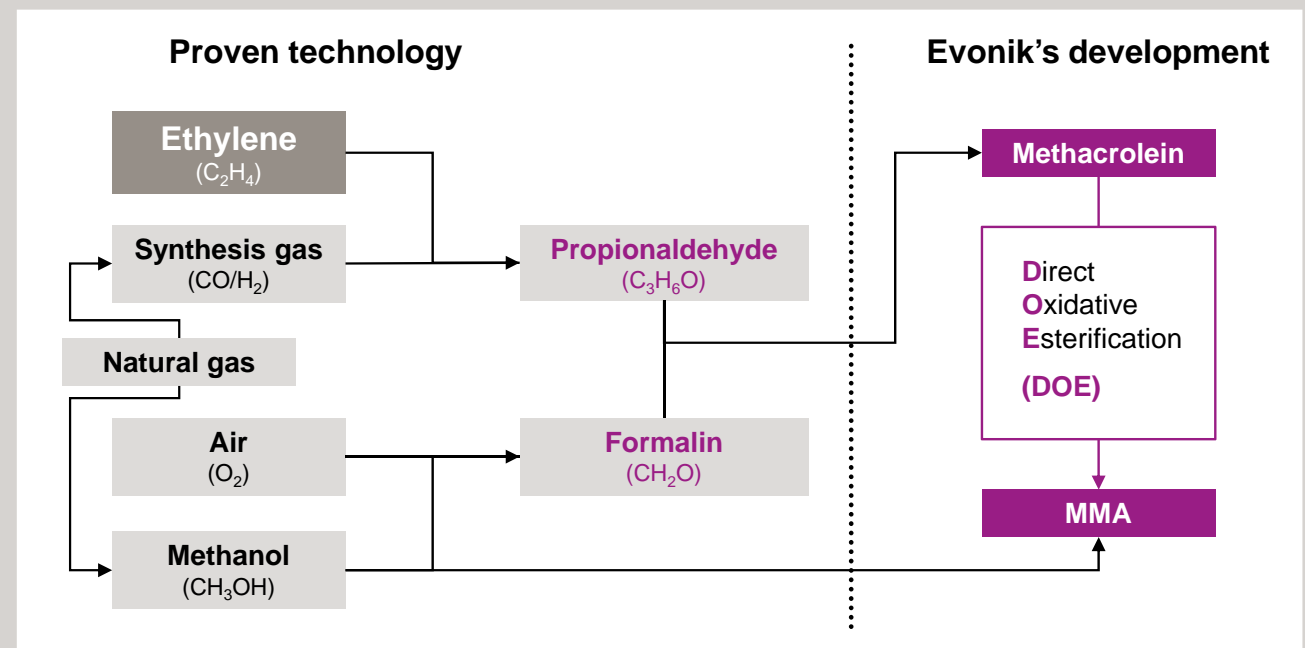 Proven technology
Evonik’s development
Ethylene
(C₂H₄)
Methacrolein
Synthesis gas
(CO/H₂)
Propionaldehyde
(C₃H₆O)
Direct
Oxidative
Esterification
(DOE)
Natural gas
Air
(O₂)
Formalin
(CH₂O)
MMA
Methanol
(CH₃OH)